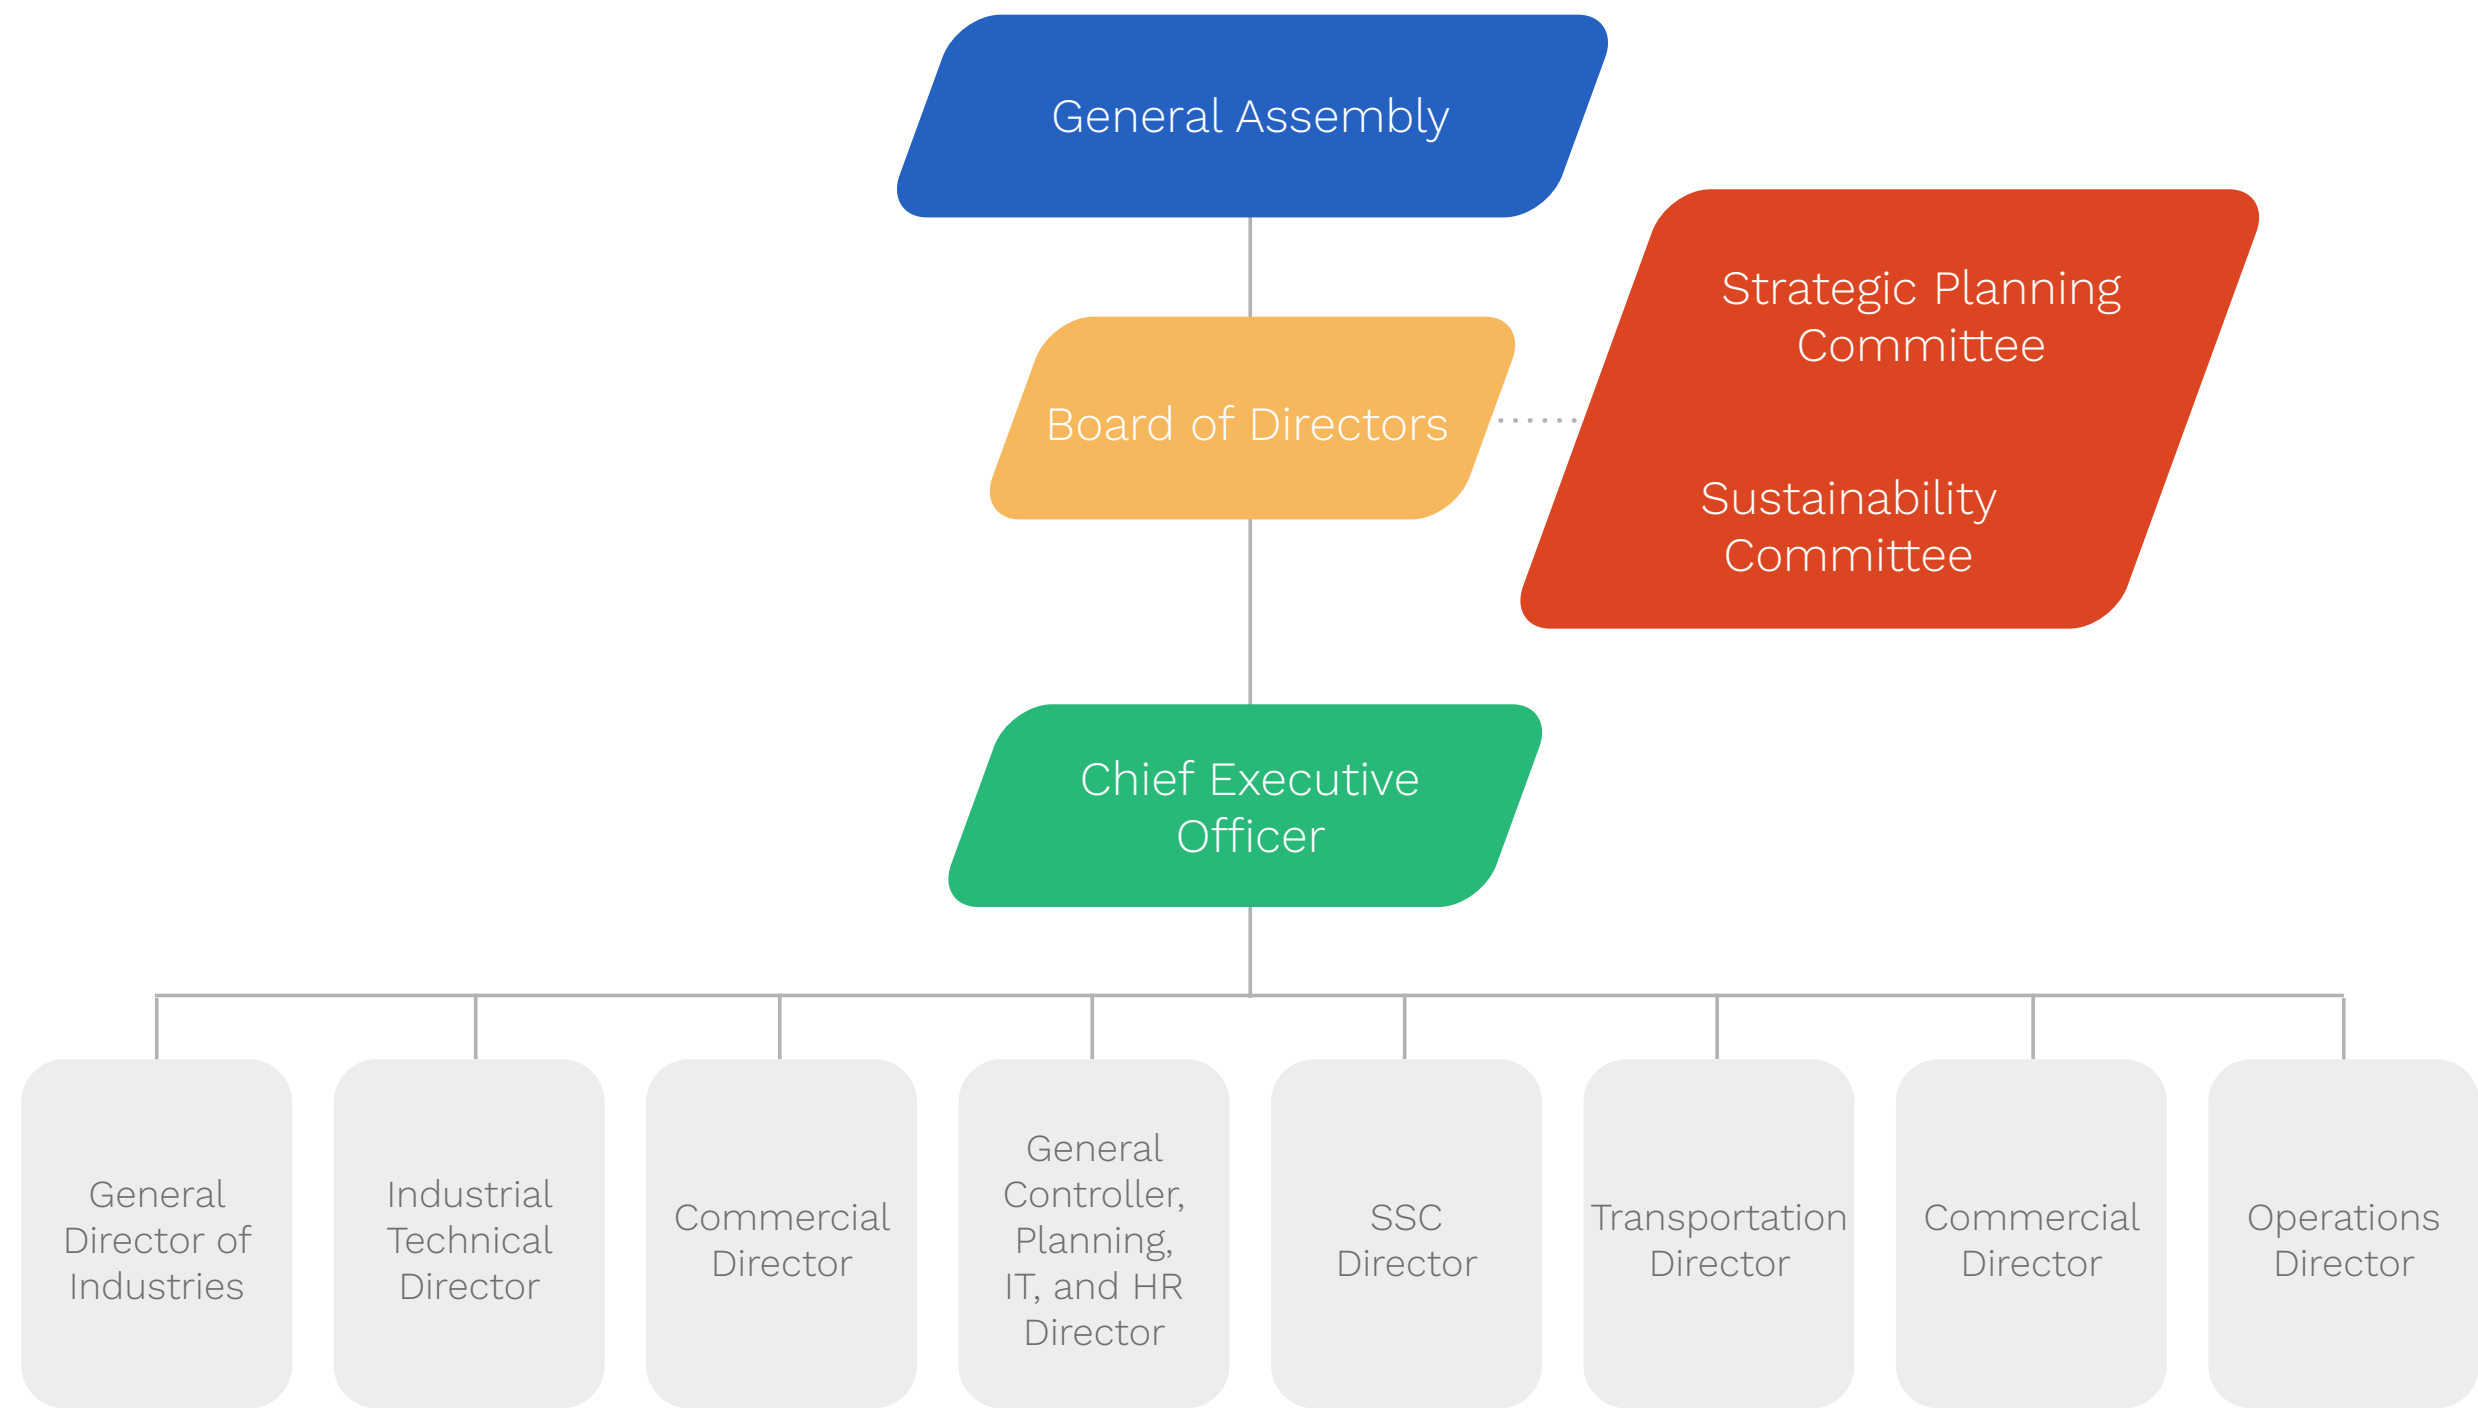 General Assembly
Strategic Planning
Committee
Board of Directors
Sustainability
Committee
Chief Executive
Officer
General
Director of
Industries
Industrial
Technical
Director
Commercial
Director
General
Controller,
Planning,
IT, and HR
Director
SSC
Director
Transportation
Director
Commercial
Director
Operations
Director